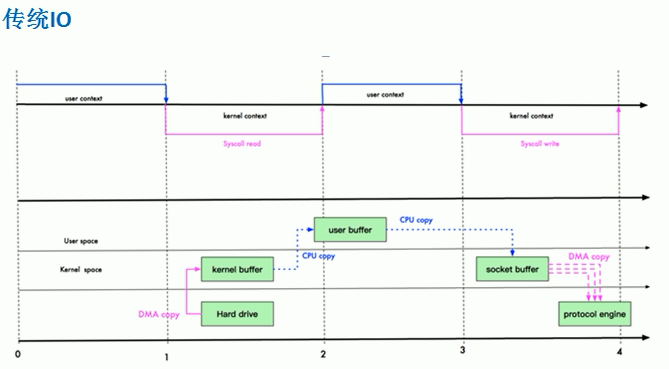 传统IO
user context
user context
kernel context
kernel context
Syscall read
Syscall write
user buffer
CPU copy
User space
CPU copy
Kernel space
kernel buffer
socket buffer
DMA copy
DMA copy
Hard drive
protocol engine
0
1
2
3
4